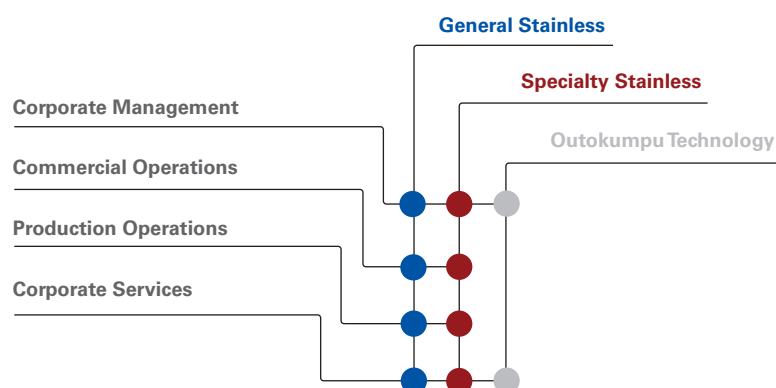 General Stainless
Specialty Stainless
Corporate Management
Outokumpu Technology
Commercial Operations
Production Operations
Corporate Services